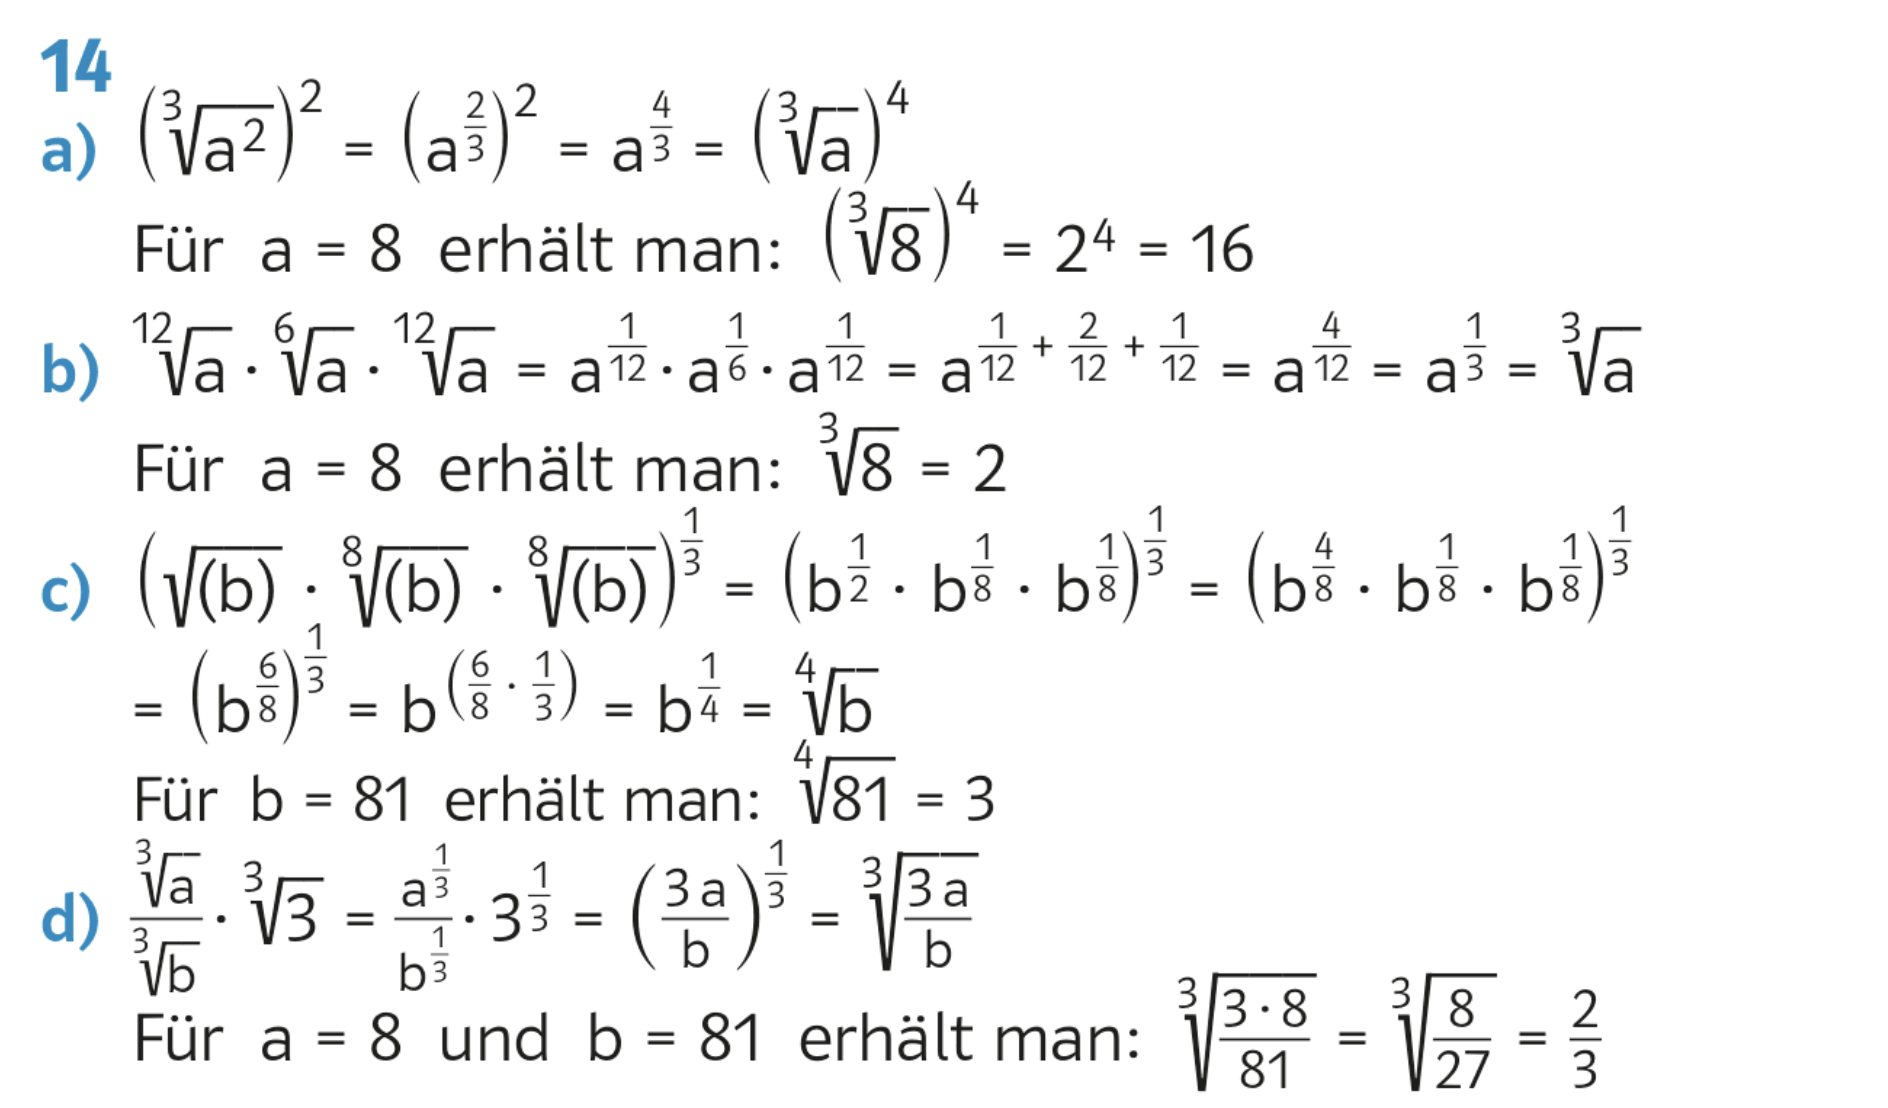 14
a) (∛(a²))² = (a^(2/3))² = a^(4/3) = (∛a)⁴
Für a = 8 erhält man: (∛8)⁴ = 2⁴ = 16
b) ¹²√a · ⁶√a · ¹²√a = a^(1/12) · a^(1/6) · a^(1/12) = a^(1/12 + 2/12 + 1/12) = a^(4/12) = a^(1/3) = ∛a
Für a = 8 erhält man: ∛8 = 2
c) (√(b) · ⁸√(b) · ⁸√(b))^(1/3) = (b^(1/2) · b^(1/8) · b^(1/8))^(1/3) = (b^(4/8) · b^(1/8) · b^(1/8))^(1/3)
= (b^(6/8))^(1/3) = b^(6/8 · 1/3) = b^(1/4) = ∜b
Für b = 81 erhält man: ∜81 = 3
d) ∛a/∛b · ∛3 = a^(1/3)/b^(1/3) · 3^(1/3) = (3a/b)^(1/3) = ∛(3a/b)
Für a = 8 und b = 81 erhält man: ∛(3·8/81) = ∛(8/27) = 2/3